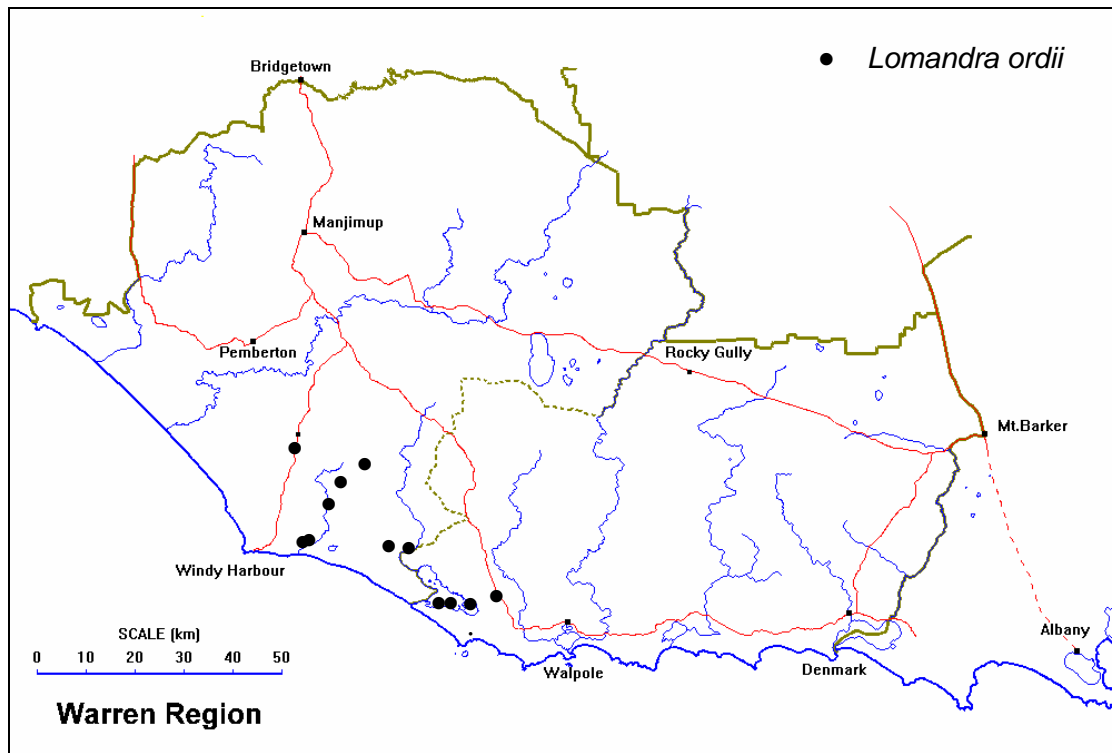 Bridgetown
Lomandra ordii
Manjimup
Pemberton
Rocky Gully
Mt.Barker
Windy Harbour
SCALE (km)
0 10 20 30 40 50
Walpole
Denmark
Albany
Warren Region